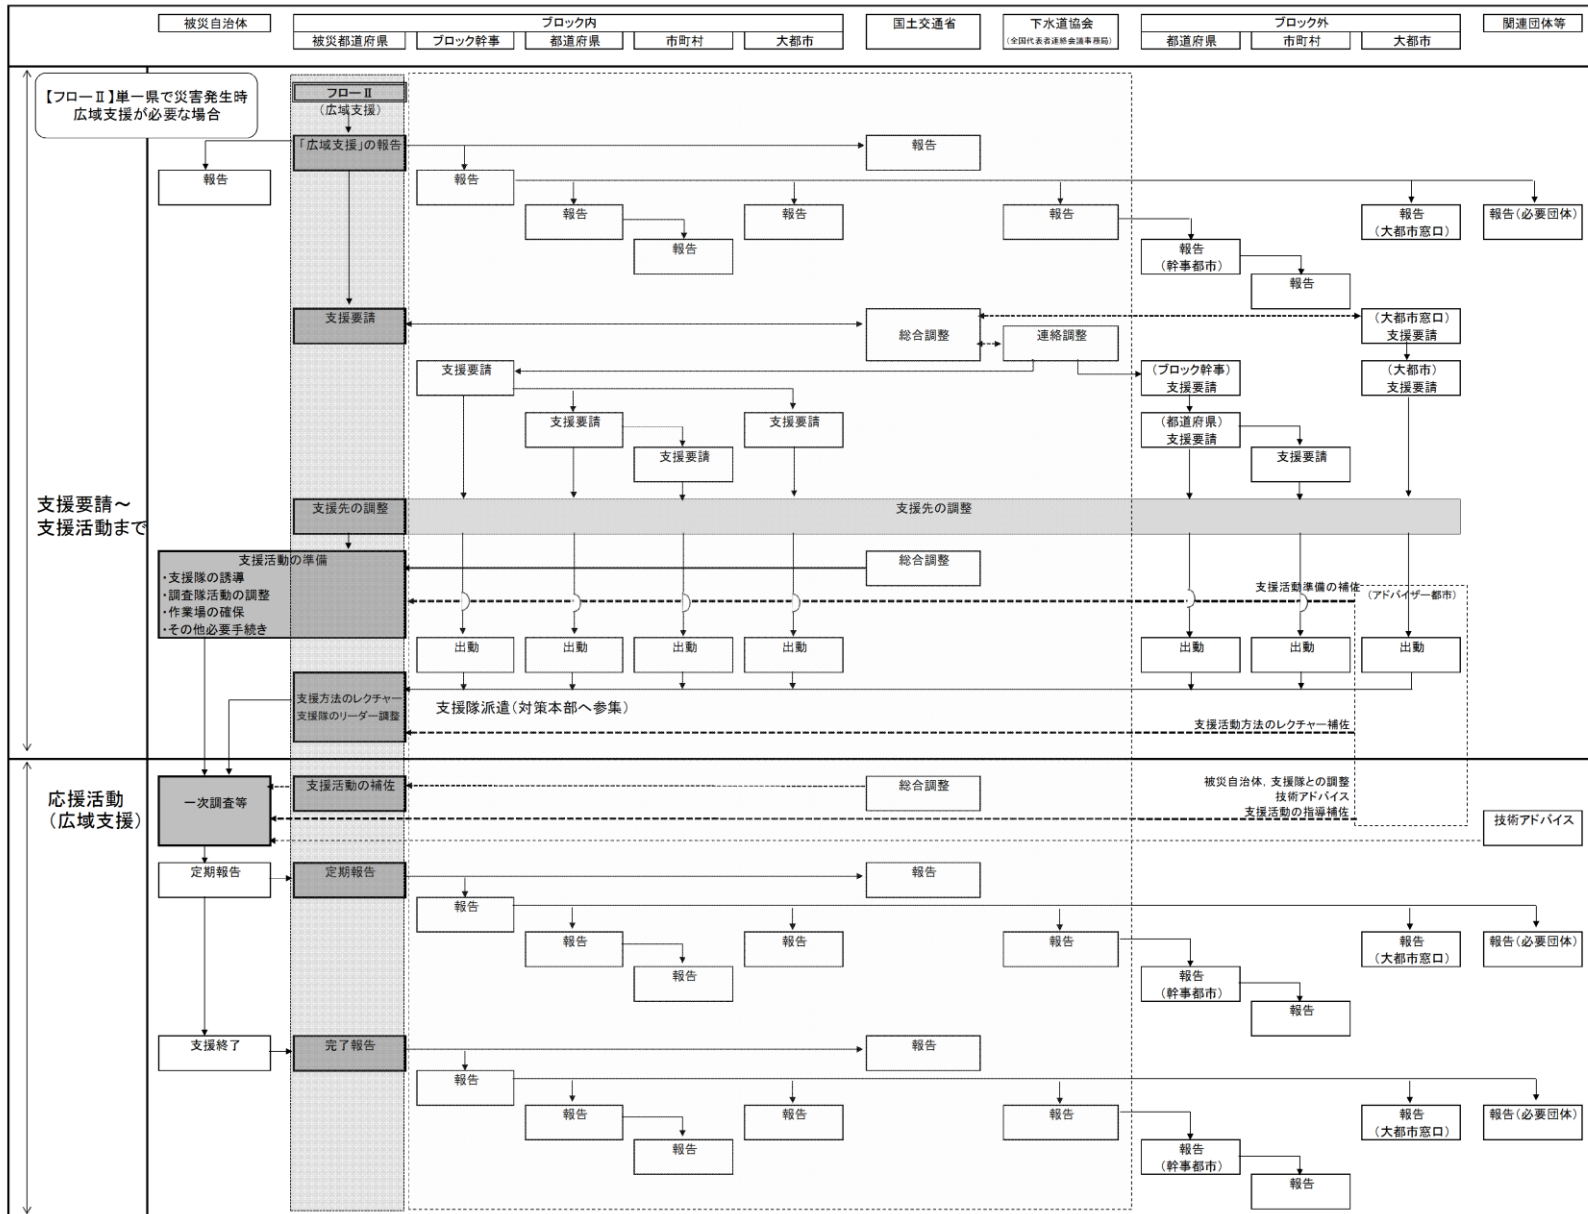 被災自治体
ブロック内
国土交通省
下水道協会
(全国代表者連絡会議事務局)
ブロック外
関連団体等
被災都道府県
ブロック幹事
都道府県
市町村
大都市
都道府県
市町村
大都市
【フローⅡ】単一県で災害発生時
広域支援が必要な場合
フローⅡ
(広域支援)
「広域支援」の報告
報告
報告
報告
報告
報告
報告
報告
(大都市窓口)
報告(必要団体)
報告
報告
(幹事都市)
報告
支援要請
総合調整
連絡調整
(大都市窓口)
支援要請
支援要請
(ブロック幹事)
支援要請
(大都市)
支援要請
支援要請
支援要請
(都道府県)
支援要請
支援要請
支援要請
支援要請～
支援活動まで
支援先の調整
支援先の調整
支援活動の準備
・支援隊の誘導
・調査隊活動の調整
・作業場の確保
・その他必要手続き
総合調整
支援活動準備の補佐
(アドバイザー都市)
出動
出動
出動
出動
出動
出動
出動
支援方法のレクチャー
支援隊のリーダー調整
支援隊派遣(対策本部へ参集)
支援活動方法のレクチャー補佐
応援活動
(広域支援)
一次調査等
支援活動の補佐
総合調整
被災自治体，支援隊との調整
技術アドバイス
支援活動の指導補佐
技術アドバイス
定期報告
定期報告
報告
報告
報告
報告
報告
報告
(大都市窓口)
報告(必要団体)
報告
報告
(幹事都市)
報告
支援終了
完了報告
報告
報告
報告
報告
報告
報告
(大都市窓口)
報告(必要団体)
報告
報告
(幹事都市)
報告